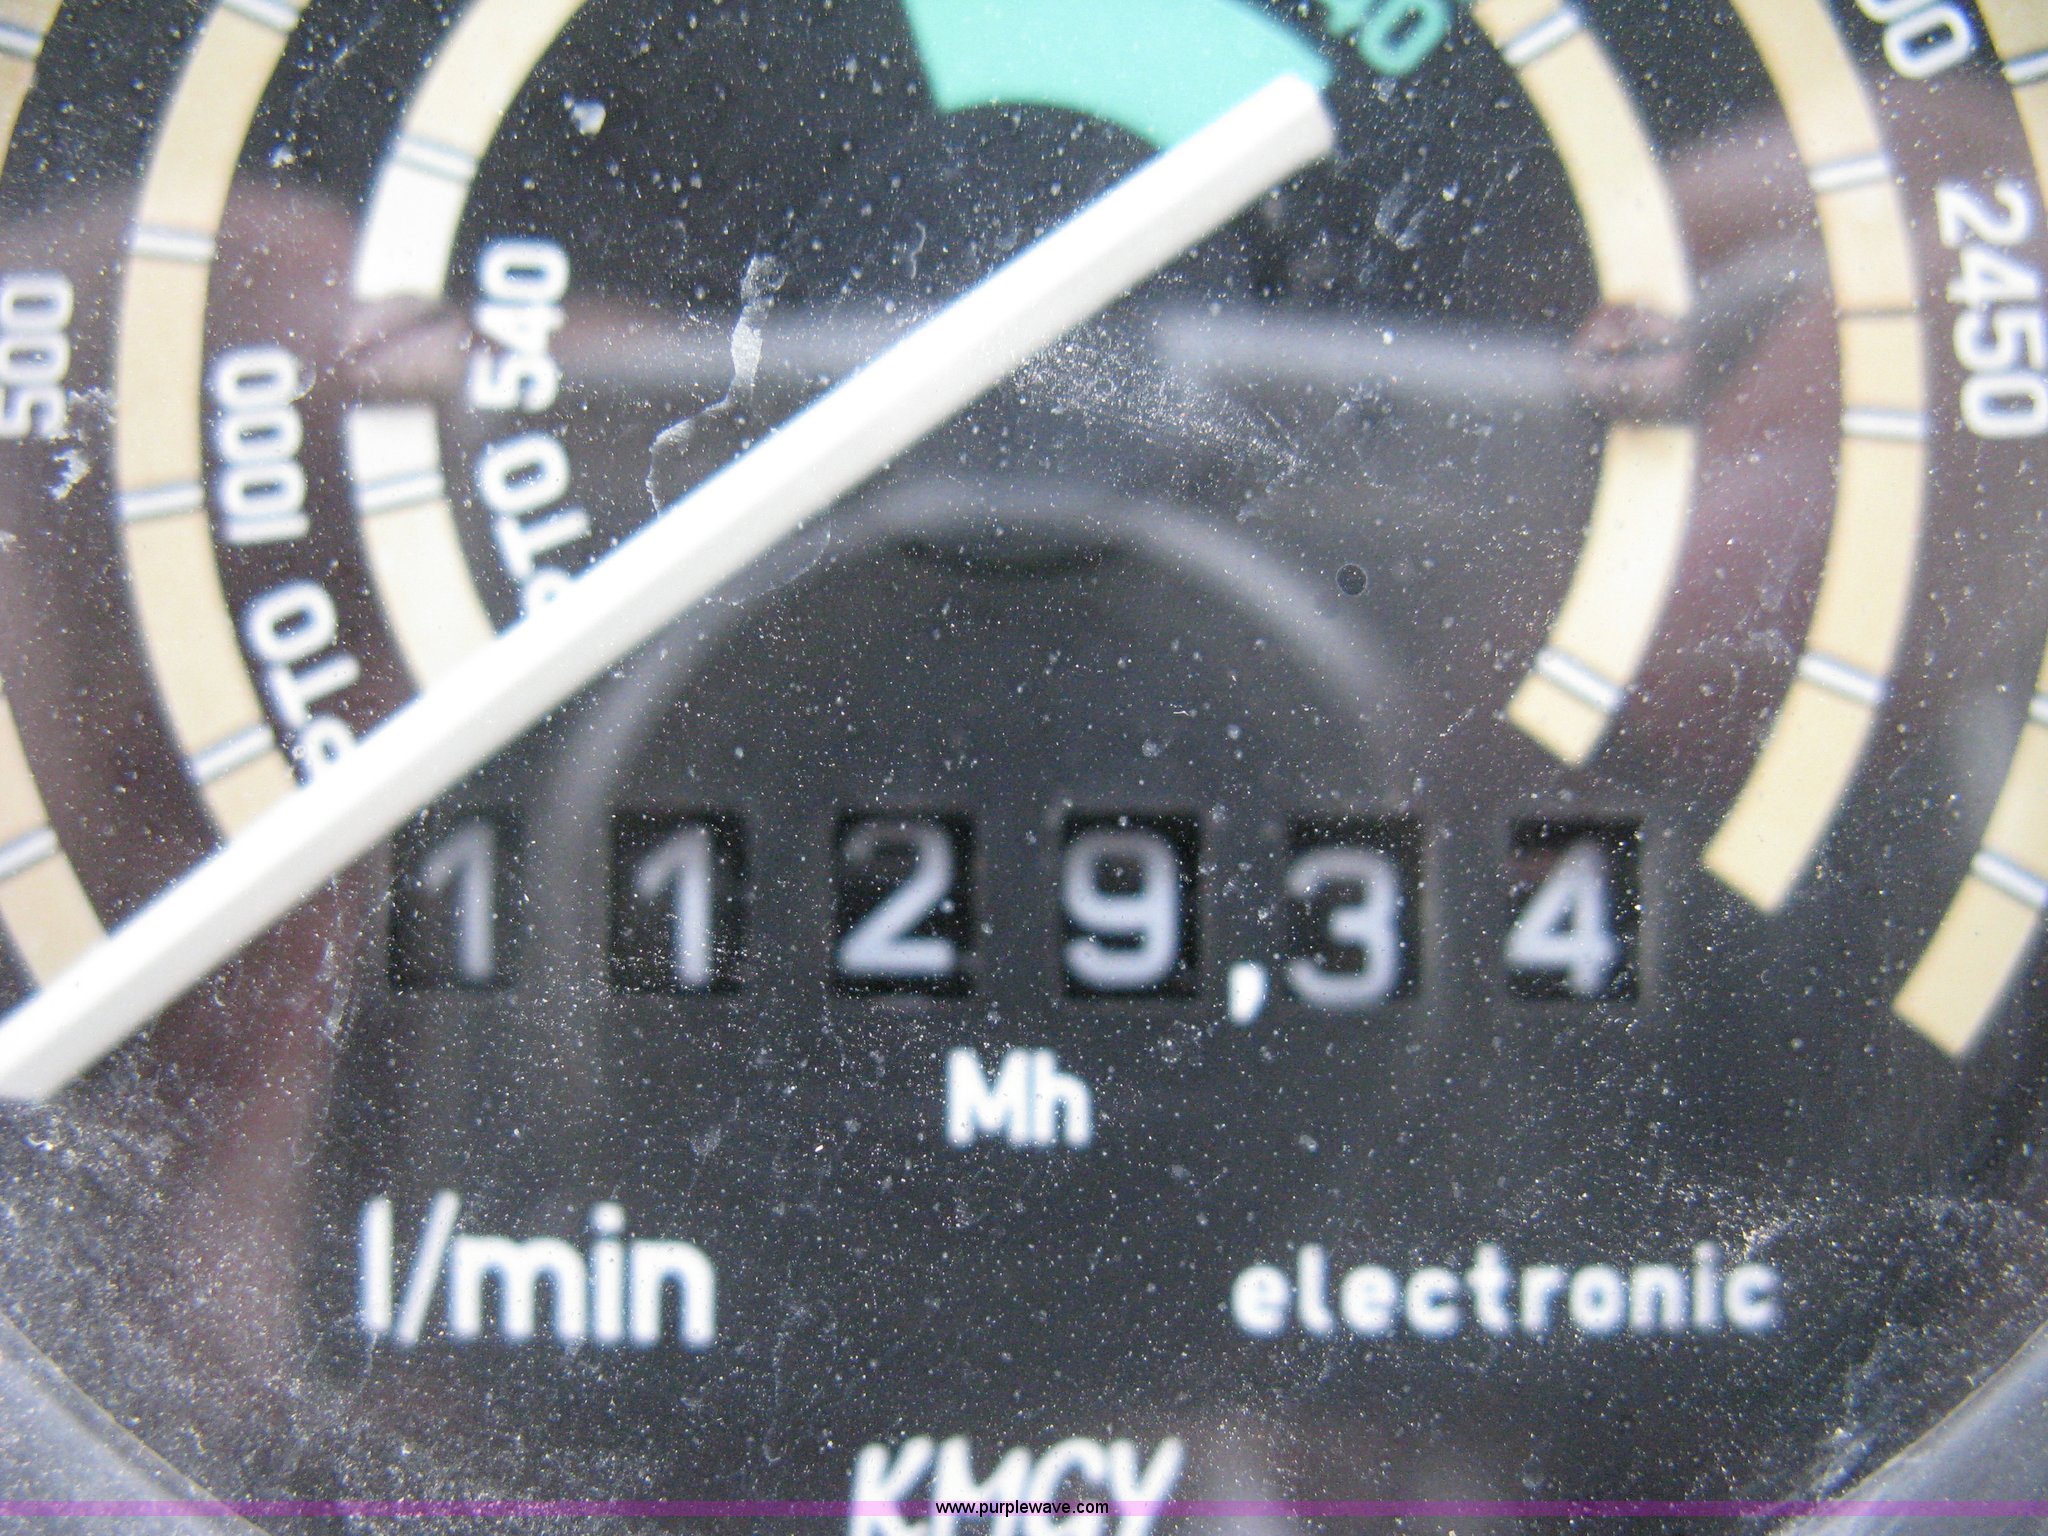 500
PTO 1000
PTO 540
2450
1129,34
Mh
l/min
electronic
www.purplewave.com